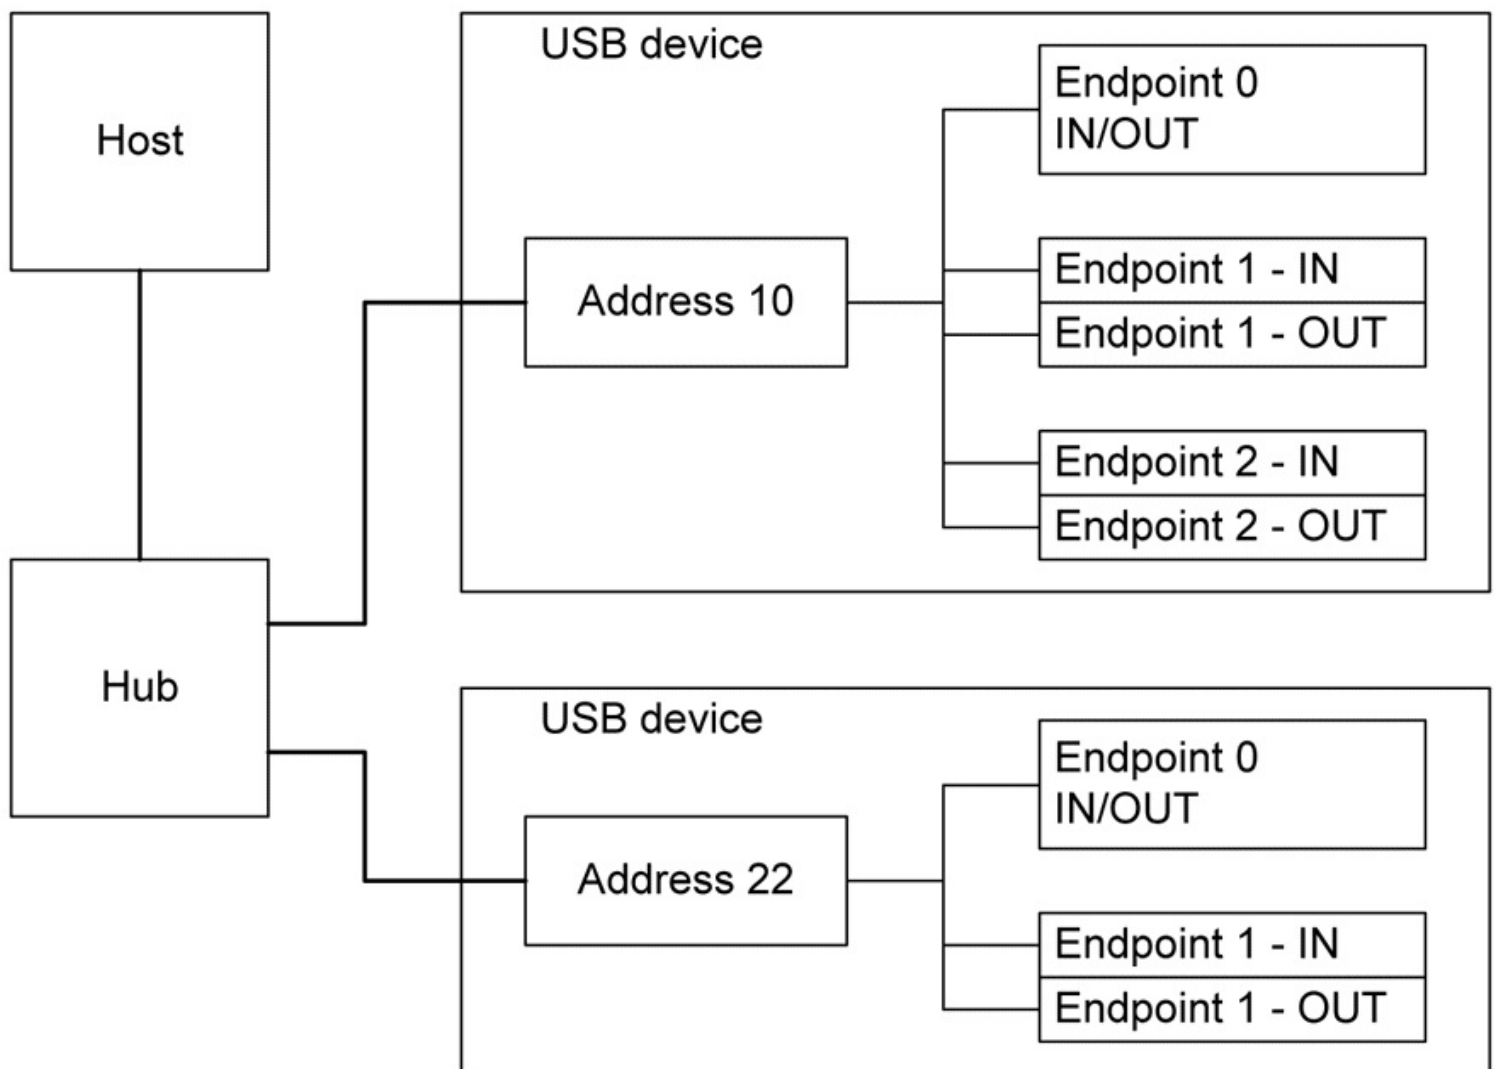 Host
Hub
USB device
Address 10
Endpoint 0
IN/OUT
Endpoint 1 - IN
Endpoint 1 - OUT
Endpoint 2 - IN
Endpoint 2 - OUT
USB device
Address 22
Endpoint 0
IN/OUT
Endpoint 1 - IN
Endpoint 1 - OUT